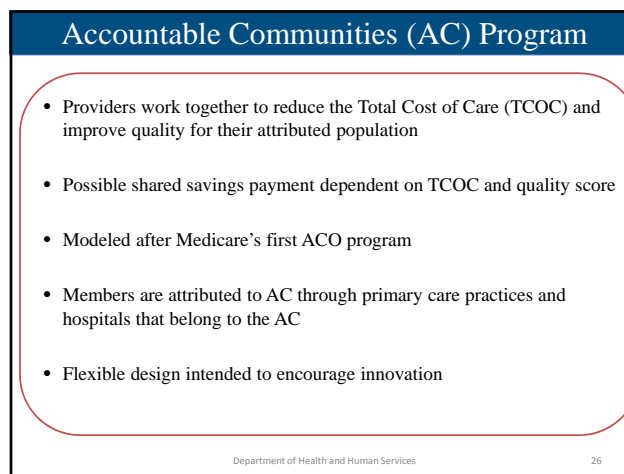 Accountable Communities (AC) Program
• Providers work together to reduce the Total Cost of Care (TCOC) and
improve quality for their attributed population
• Possible shared savings payment dependent on TCOC and quality score
• Modeled after Medicare’s first ACO program
• Members are attributed to AC through primary care practices and
hospitals that belong to the AC
• Flexible design intended to encourage innovation
Department of Health and Human Services
26